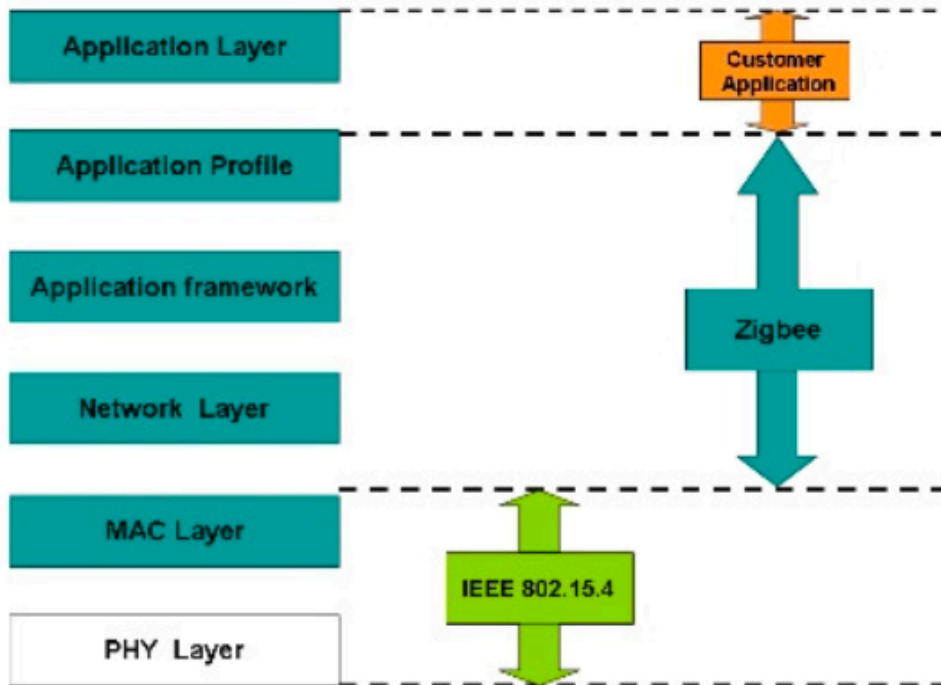 Application Layer
Customer
Application
Application Profile
Application framework
Zigbee
Network Layer
MAC Layer
IEEE 802.15.4
PHY Layer